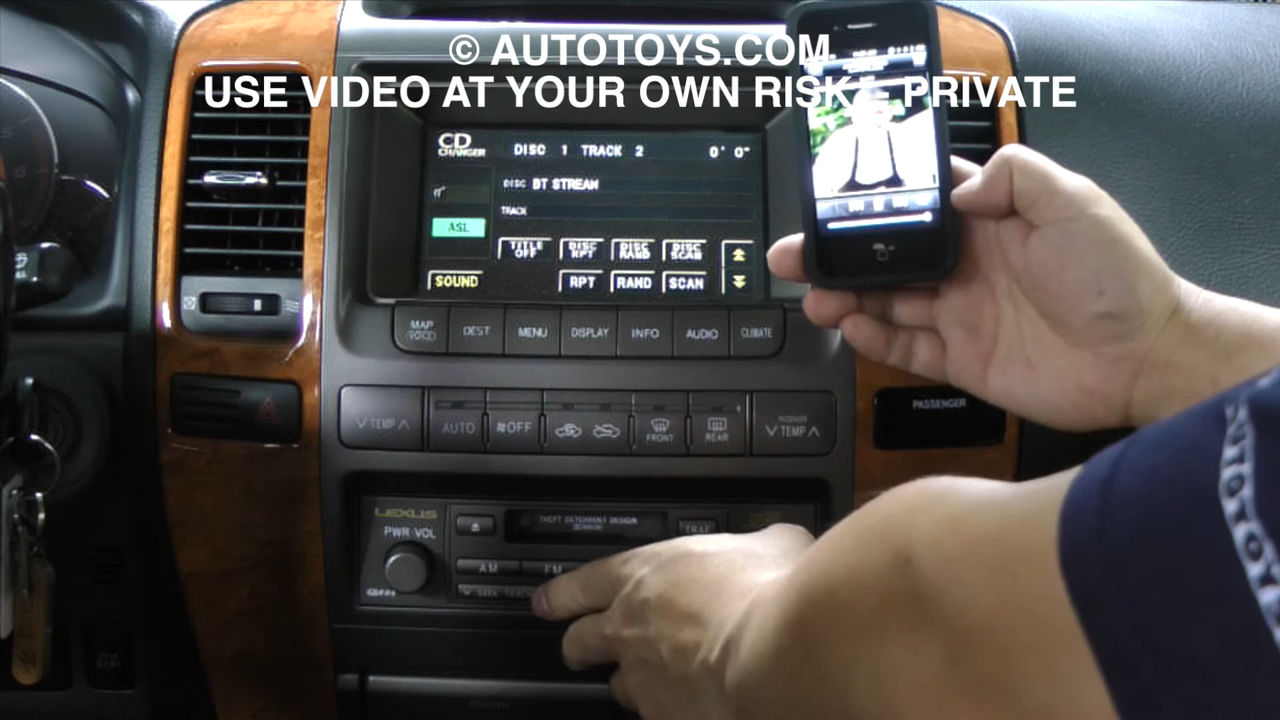 © AUTOTOYS.COM
USE VIDEO AT YOUR OWN RISK - PRIVATE
CD CHANGER
DISC 1 TRACK 2 0' 0"
DISC BT STREAM
TRACK
ASL
TITLE OFF
DISC RPT
DISC RAND
DISC SCAN
SOUND
RPT
RAND
SCAN
MAP VOICE
DEST
MENU
DISPLAY
INFO
AUDIO
CLIMATE
TEMP
AUTO
OFF
FRONT
REAR
PASSENGER TEMP
PASSENGER
LEXUS
THEFT DETERRENT DESIGN
PWR·VOL
AM
FM
SEEK TRACK
AUTOTOY